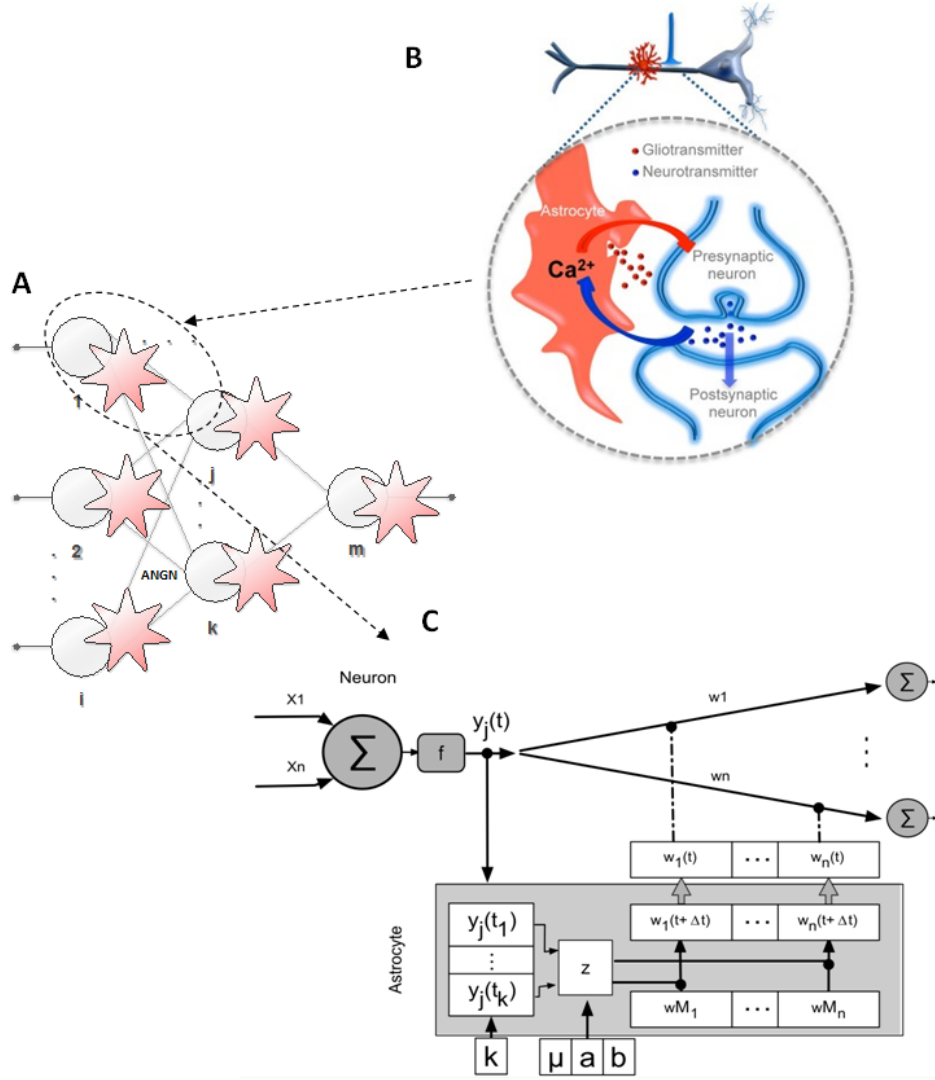 B
Gliotransmitter
Neurotransmitter
Astrocyte
Ca2+
Presynaptic
neuron
Postsynaptic
neuron
A
1
j
2
m
ANGN
k
i
C
Neuron
X1
Xn
Σ
f
yj(t)
w1
wn
Σ
Σ
w1(t)
...
wn(t)
Astrocyte
yj(t1)
yj(tk)
z
w1(t+ Δt)
...
wn(t+ Δt)
wM1
...
wMn
k
μ a b